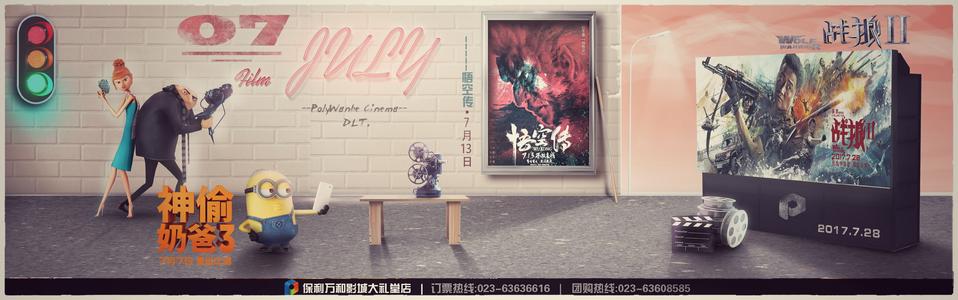 07
Film
JULY
--PolyWanhe Cinema--
DLT.
悟空传·7月13日
悟空传
WOLF
WARRIOR
战狼II
战狼II
2017.7.28
2017.7.28
神偷
奶爸3
保利万和影城大礼堂店 | 订票热线:023-63636616 | 团购热线:023-63608585